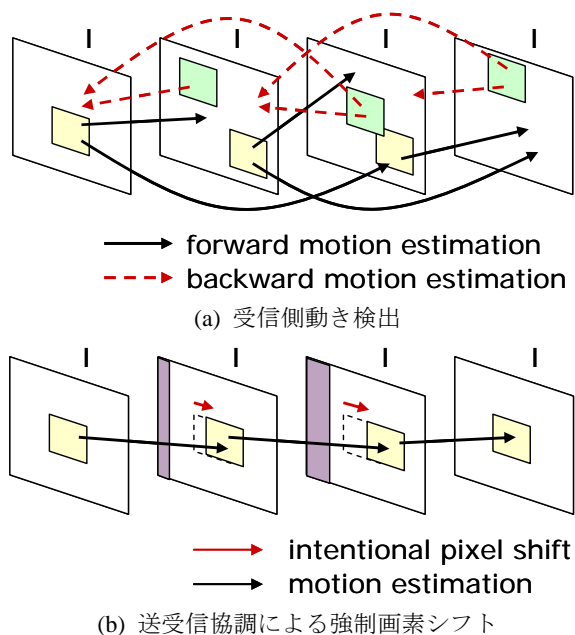 I I I I
forward motion estimation
backward motion estimation
(a) 受信側動き検出
I I I I
intentional pixel shift
motion estimation
(b) 送受信協調による強制画素シフト